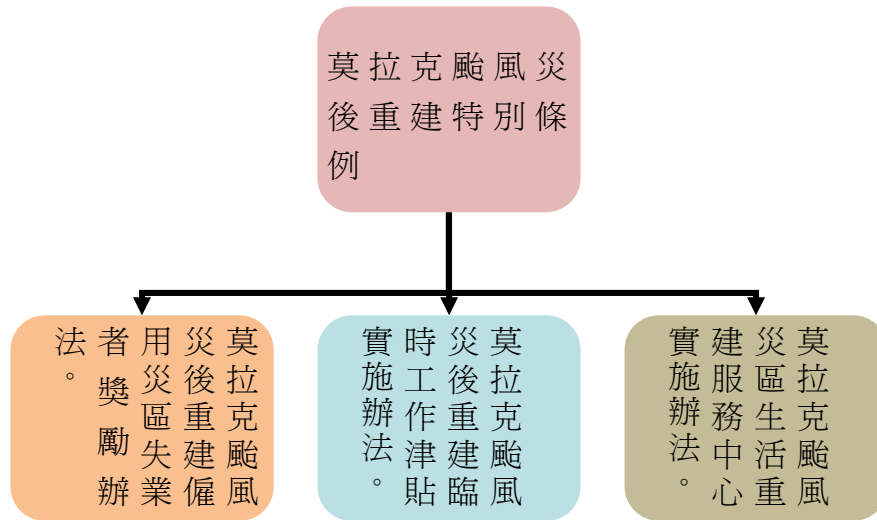 莫拉克颱風災
後重建特別條
例
莫拉克颱風
災後重建僱
用災區失業
者獎勵辦
法。
莫拉克颱風
災後重建臨
時工作津貼
實施辦法。
莫拉克颱風
災區生活重
建服務中心
實施辦法。